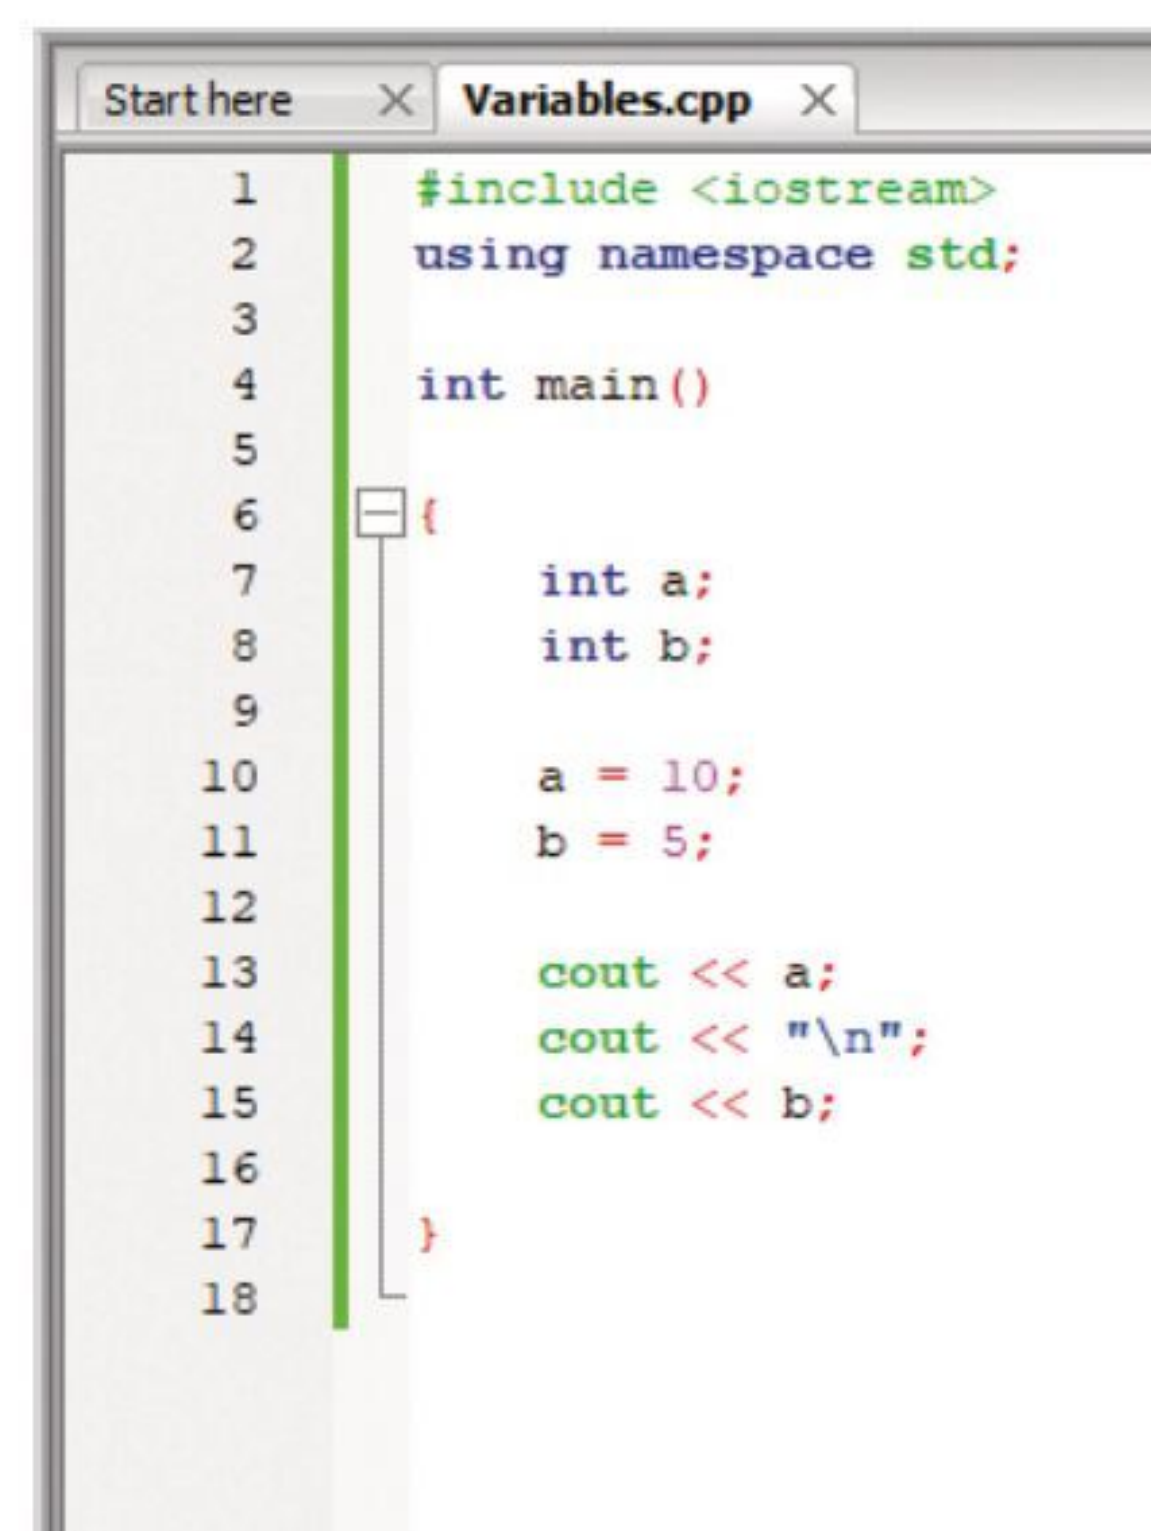 Start here Variables.cpp
1 #include <iostream>
2 using namespace std;
3
4 int main()
5
6 {
7 int a;
8 int b;
9
10 a = 10;
11 b = 5;
12
13 cout << a;
14 cout << "\n";
15 cout << b;
16
17 }
18